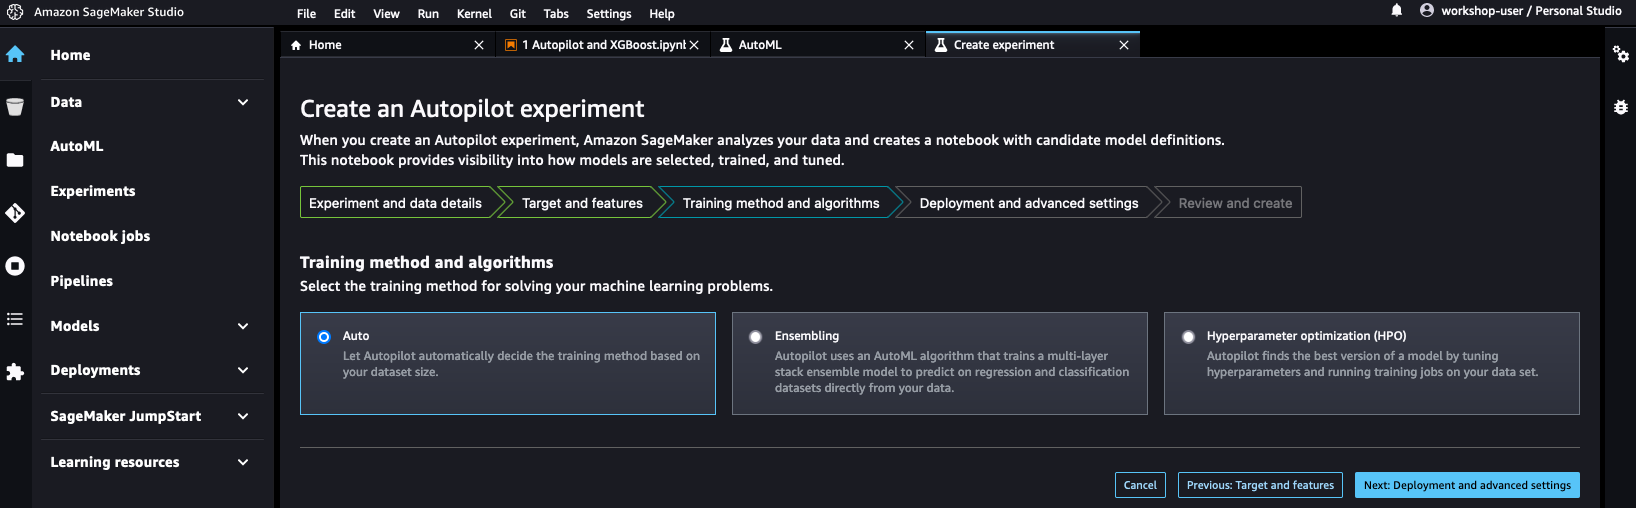 Amazon SageMaker Studio
File Edit View Run Kernel Git Tabs Settings Help
workshop-user / Personal Studio
Home
Data
AutoML
Experiments
Notebook jobs
Pipelines
Models
Deployments
SageMaker JumpStart
Learning resources
Home
1 Autopilot and XGBoost.ipynb
AutoML
Create experiment
Create an Autopilot experiment
When you create an Autopilot experiment, Amazon SageMaker analyzes your data and creates a notebook with candidate model definitions.
This notebook provides visibility into how models are selected, trained, and tuned.
Experiment and data details
Target and features
Training method and algorithms
Deployment and advanced settings
Review and create
Training method and algorithms
Select the training method for solving your machine learning problems.
Auto
Let Autopilot automatically decide the training method based on
your dataset size.
Ensembling
Autopilot uses an AutoML algorithm that trains a multi-layer
stack ensemble model to predict on regression and classification
datasets directly from your data.
Hyperparameter optimization (HPO)
Autopilot finds the best version of a model by tuning
hyperparameters and running training jobs on your data set.
Cancel
Previous: Target and features
Next: Deployment and advanced settings